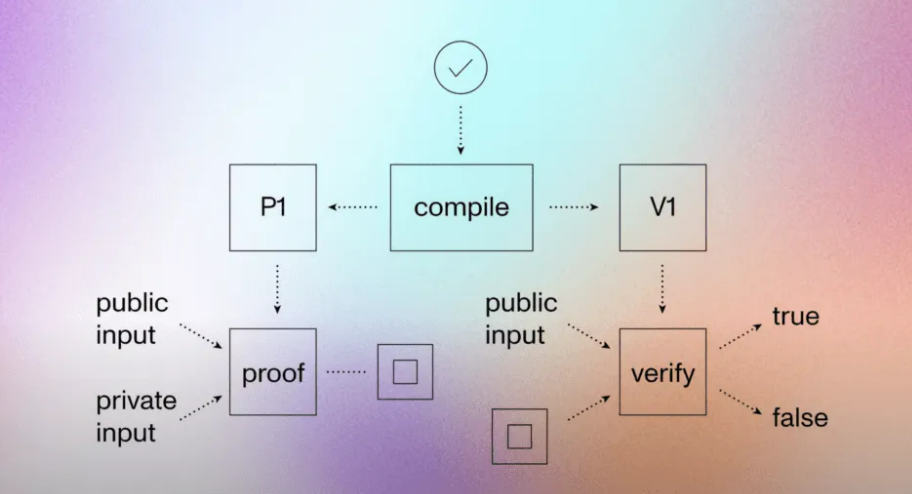 P1
compile
V1
public
input
private
input
proof
public
input
verify
true
false